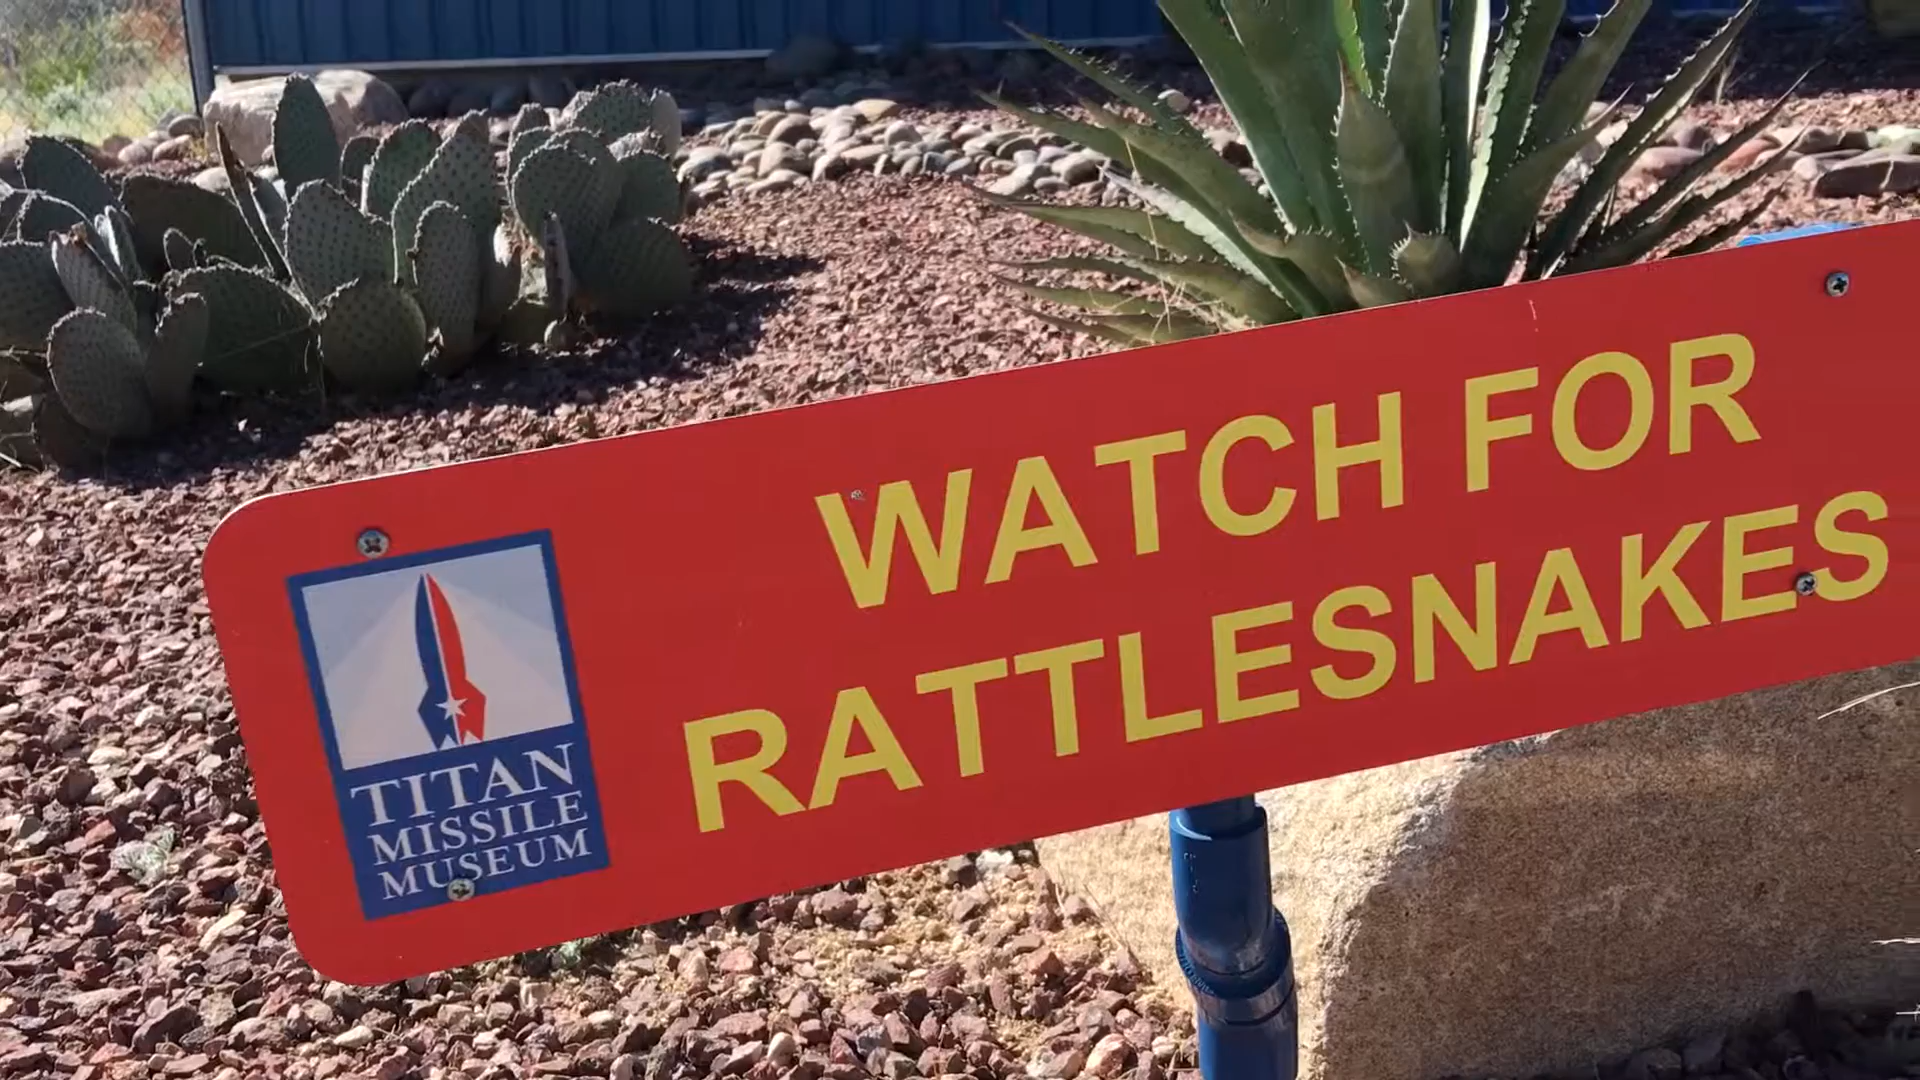 WATCH FOR
RATTLESNAKES
TITAN
MISSILE
MUSEUM